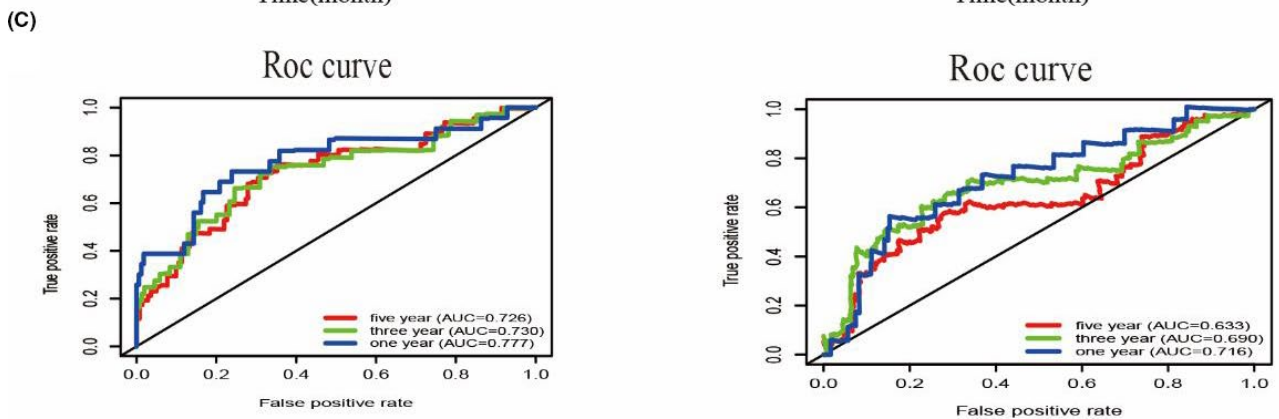 Time(month)
Time(month)
(C)
Roc curve
True positive rate
1.0
0.8
0.6
0.4
0.2
0.0
five year (AUC=0.726)
three year (AUC=0.730)
one year (AUC=0.777)
0.0 0.2 0.4 0.6 0.8 1.0
False positive rate
Roc curve
True positive rate
1.0
0.8
0.6
0.4
0.2
0.0
five year (AUC=0.633)
three year (AUC=0.690)
one year (AUC=0.716)
0.0 0.2 0.4 0.6 0.8 1.0
False positive rate